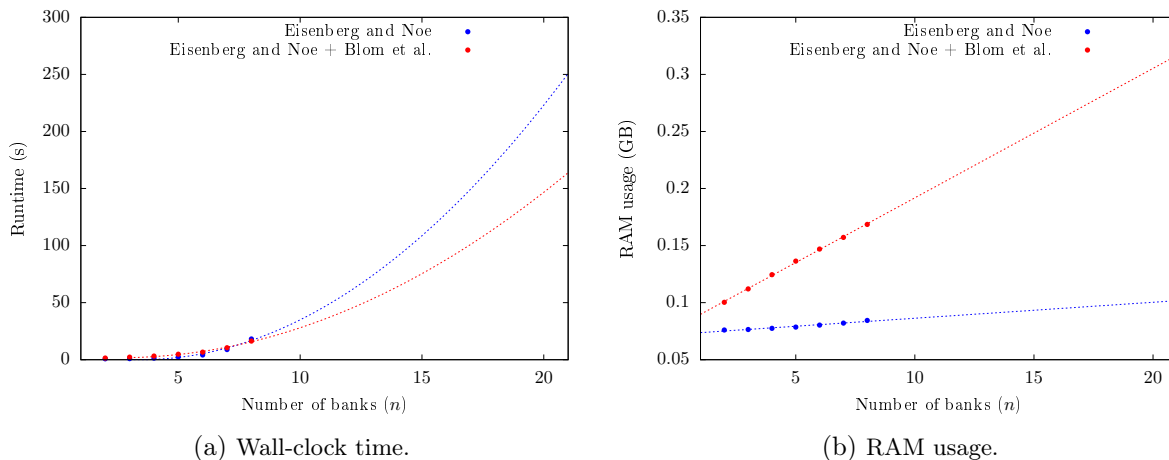 300
250
200
150
100
50
0
Runtime (s)
Eisenberg and Noe
Eisenberg and Noe + Blom et al.
5 10 15 20
Number of banks (n)
(a) Wall-clock time.
0.35
0.3
0.25
0.2
0.15
0.1
0.05
RAM usage (GB)
Eisenberg and Noe
Eisenberg and Noe + Blom et al.
5 10 15 20
Number of banks (n)
(b) RAM usage.